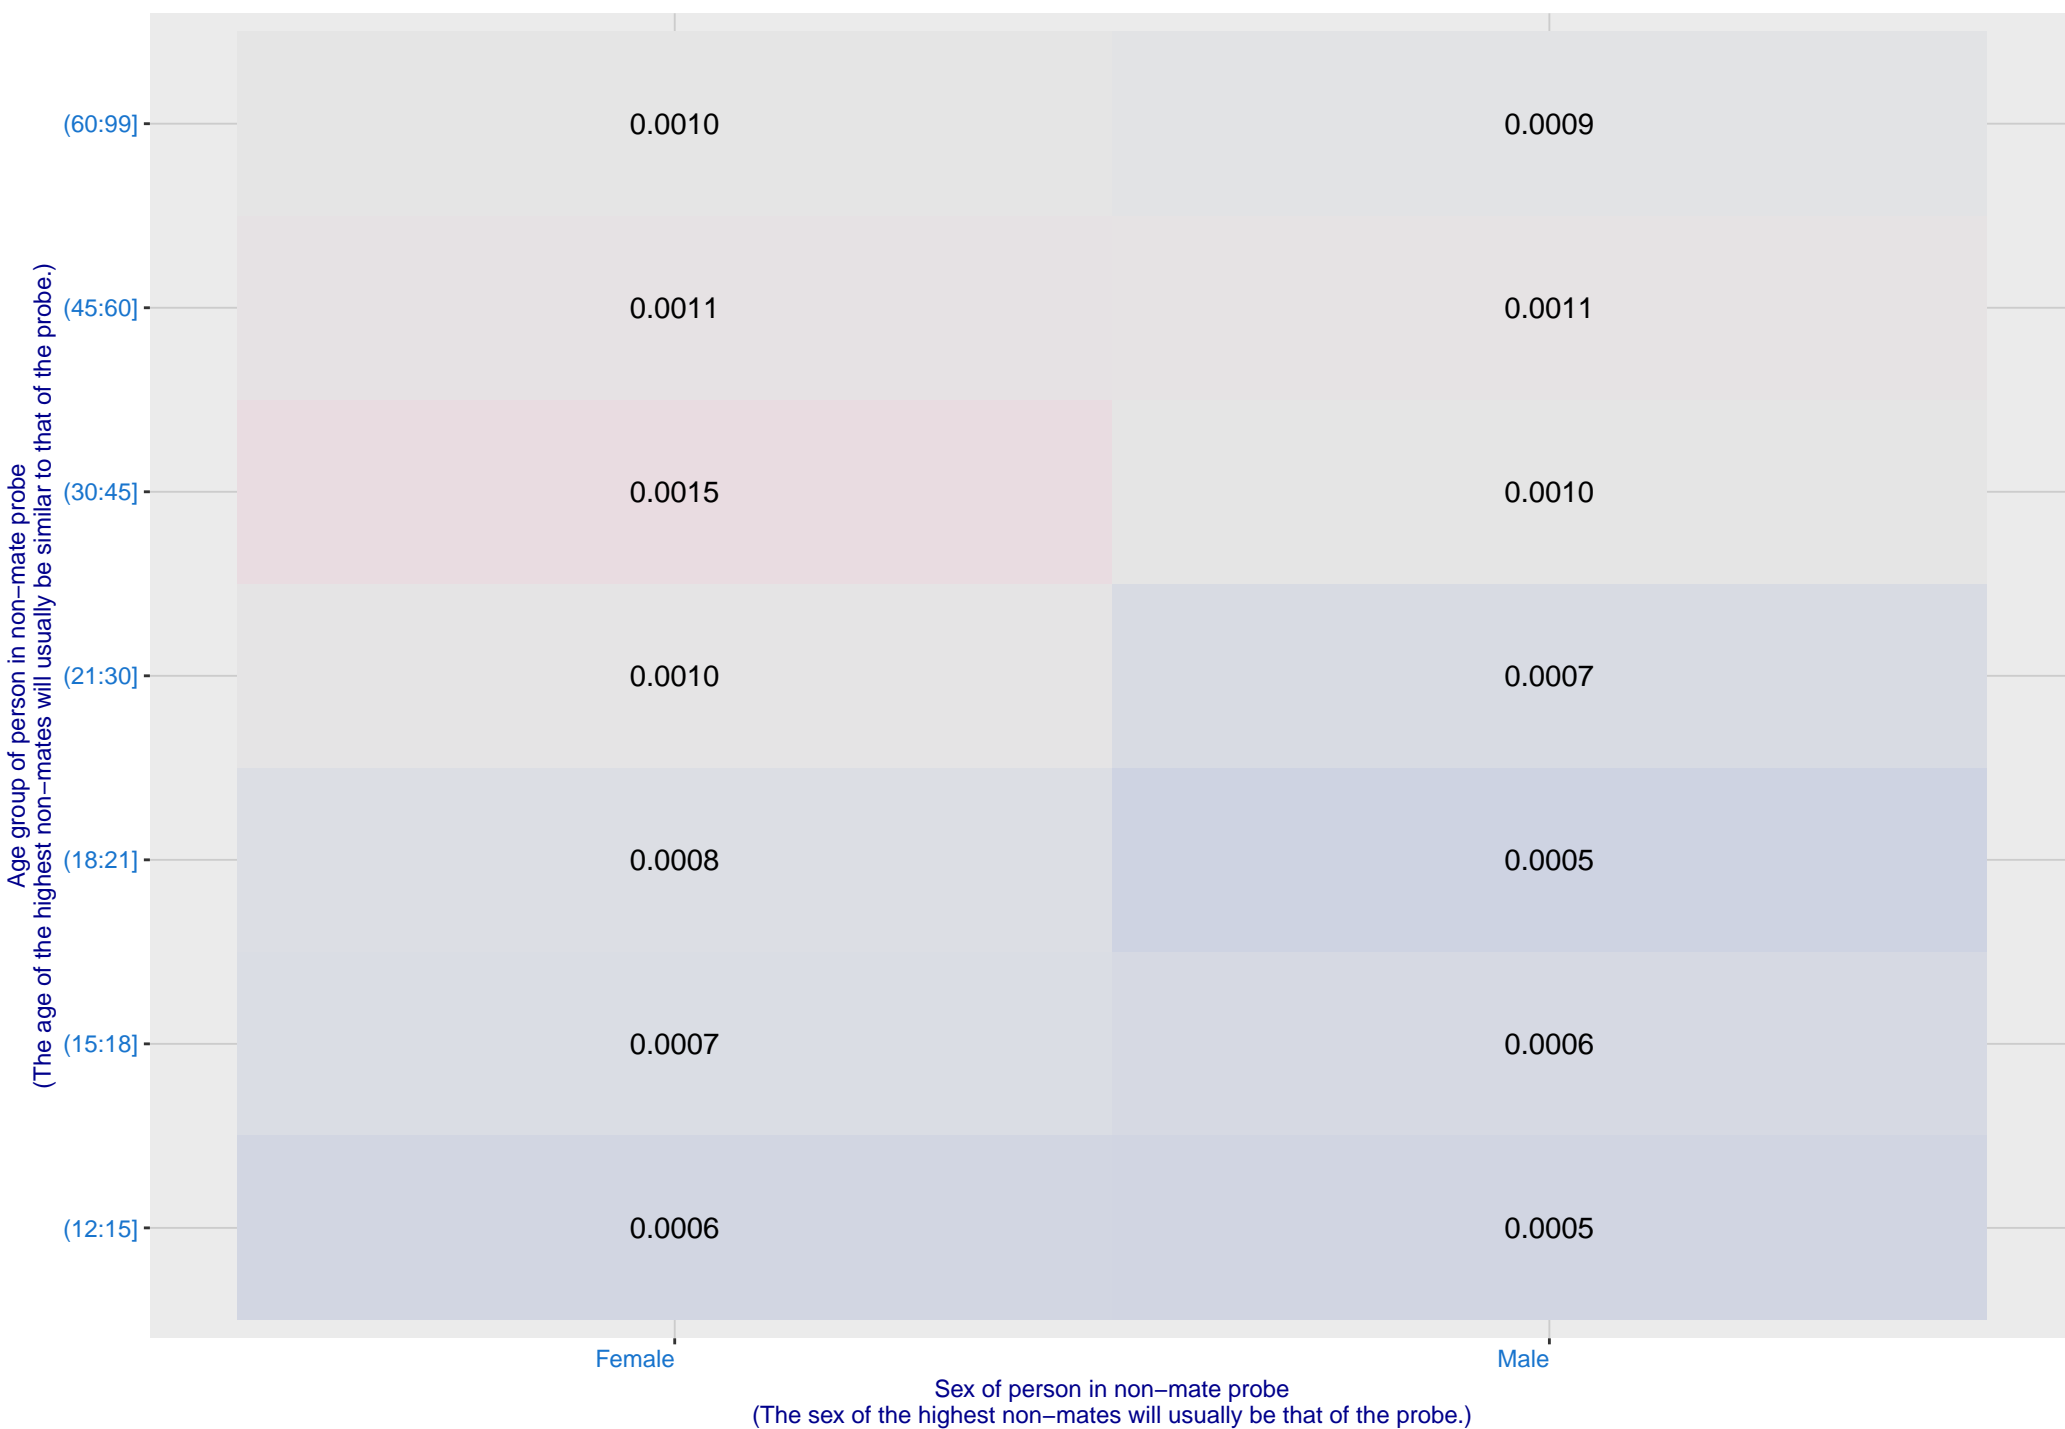 Age group of person in non−mate probe
(The age of the highest non−mates will usually be similar to that of the probe.)
(60:99] 0.0010 0.0009
(45:60] 0.0011 0.0011
(30:45] 0.0015 0.0010
(21:30] 0.0010 0.0007
(18:21] 0.0008 0.0005
(15:18] 0.0007 0.0006
(12:15] 0.0006 0.0005
Female Male
Sex of person in non−mate probe
(The sex of the highest non−mates will usually be that of the probe.)